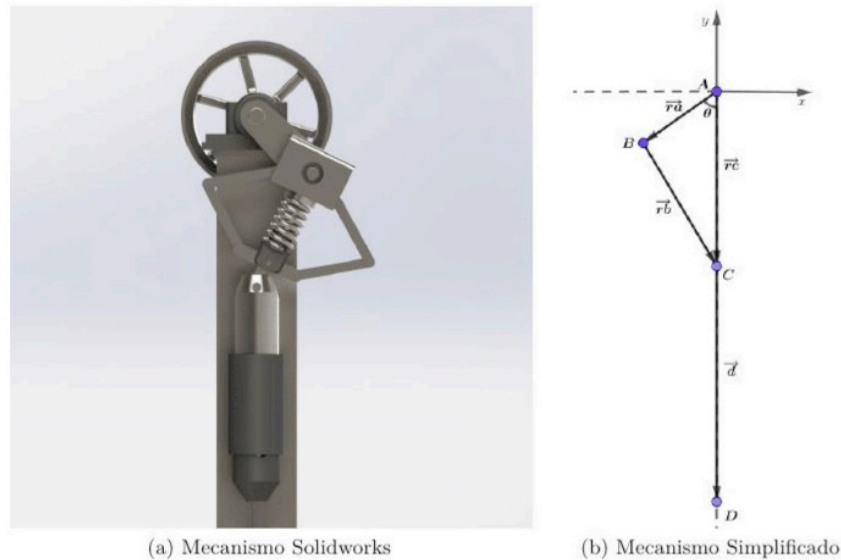 y
A
x
ra
θ
B
rc
rb
C
d
D
(a) Mecanismo Solidworks
(b) Mecanismo Simplificado